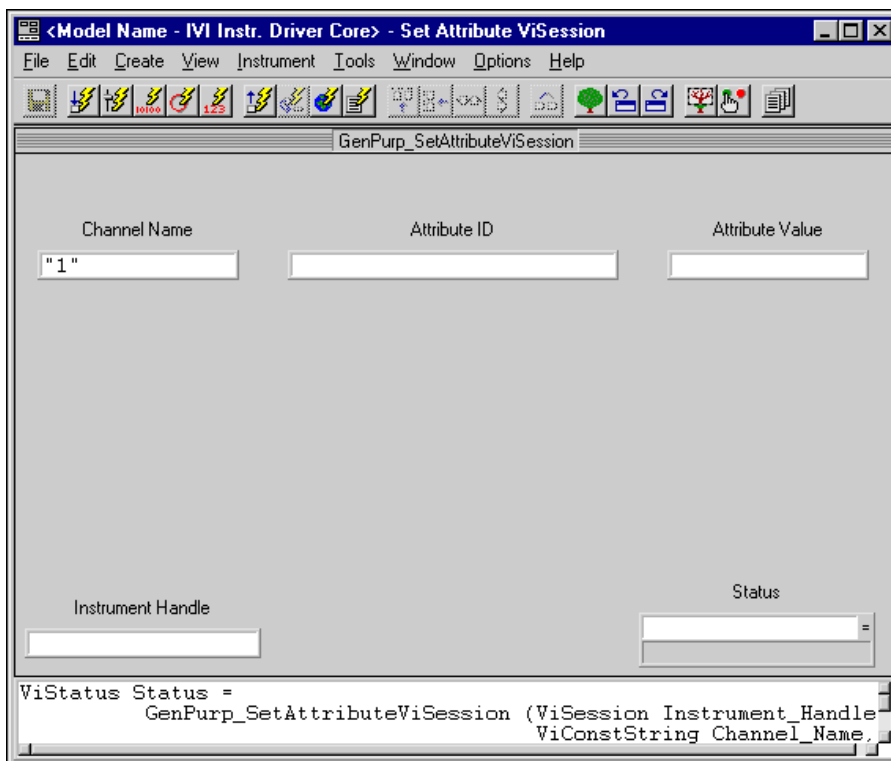 <Model Name - IVI Instr. Driver Core> - Set Attribute ViSession
File Edit Create View Instrument Tools Window Options Help
GenPurp_SetAttributeViSession
Channel Name Attribute ID Attribute Value
"1"
Status
Instrument Handle
=
ViStatus Status =
GenPurp_SetAttributeViSession (ViSession Instrument_Handle
ViConstString Channel_Name,